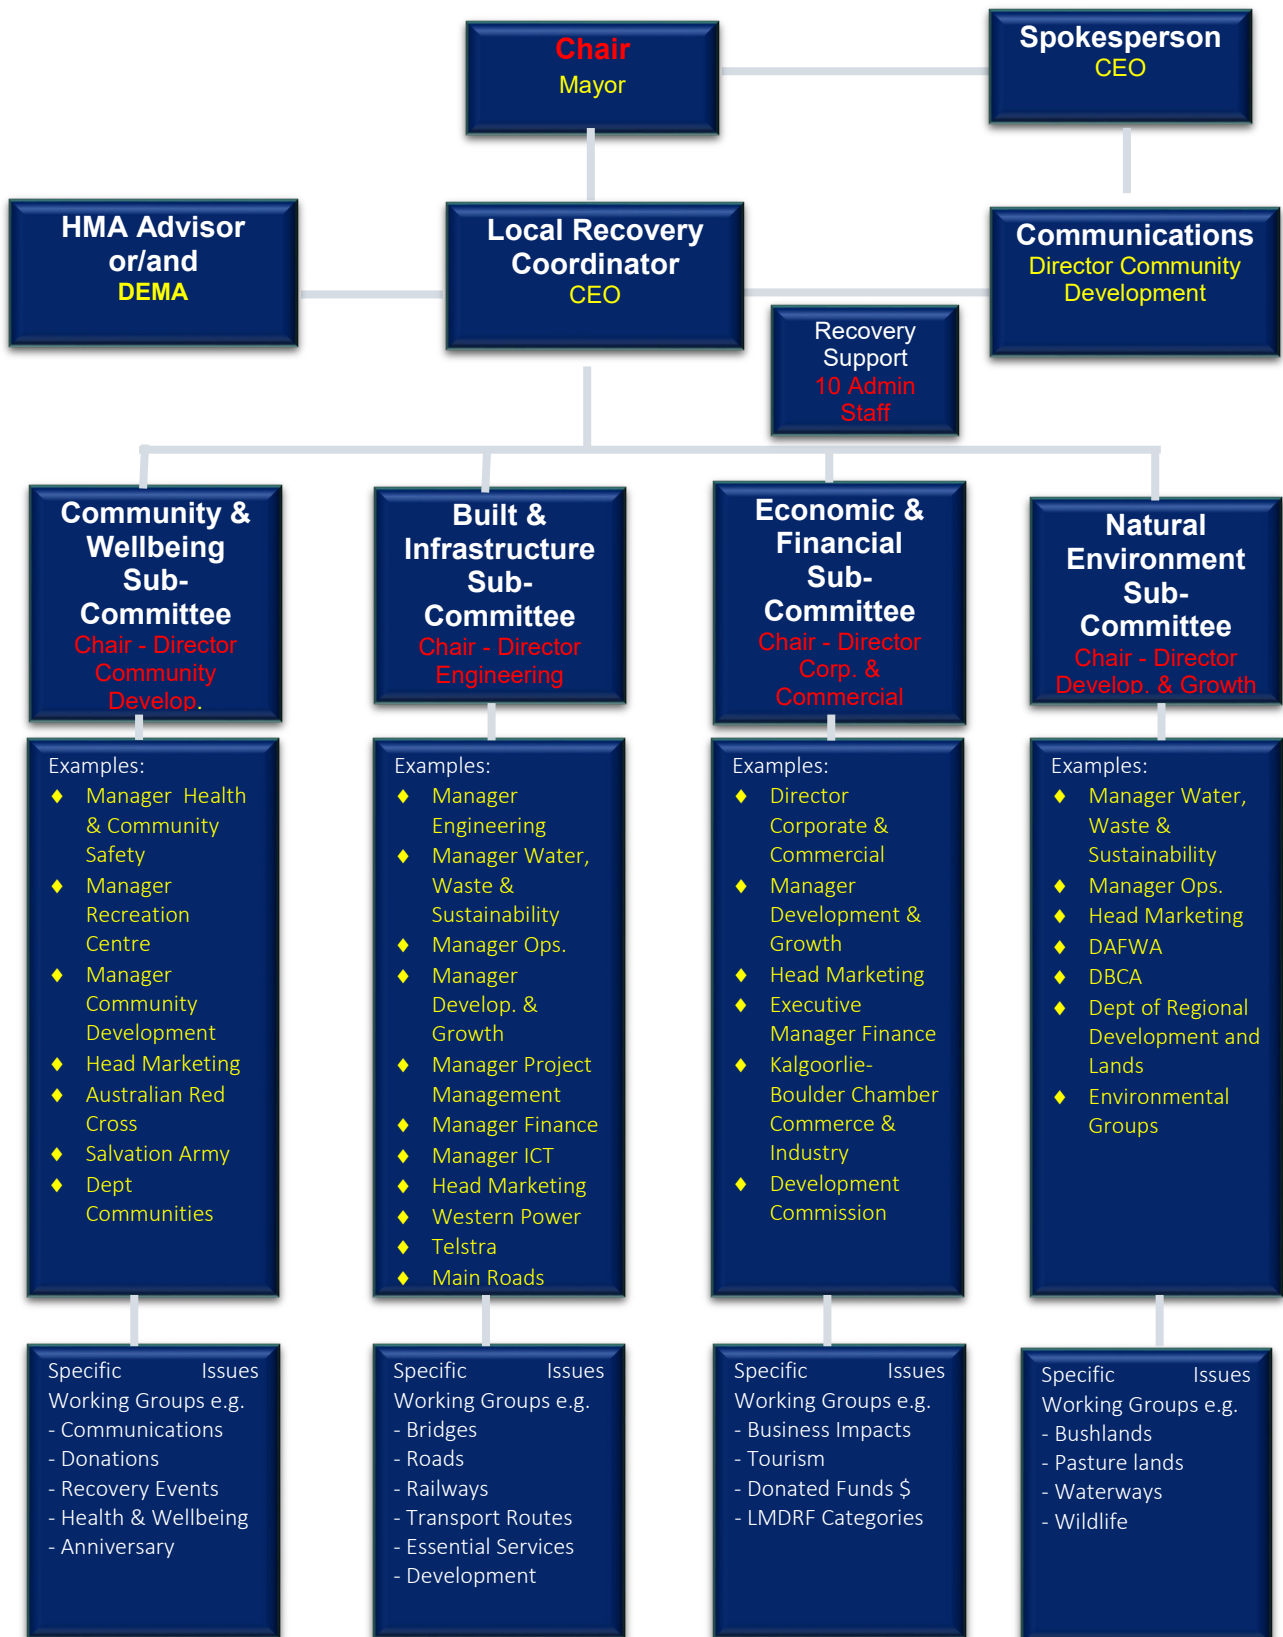 Chair
Mayor
Spokesperson
CEO
HMA Advisor
or/and
DEMA
Local Recovery
Coordinator
CEO
Communications
Director Community
Development
Recovery
Support
10 Admin
Staff
Community &
Wellbeing
Sub-
Committee
Chair - Director
Community
Develop.
Built &
Infrastructure
Sub-
Committee
Chair - Director
Engineering
Economic &
Financial
Sub-
Committee
Chair - Director
Corp. &
Commercial
Natural
Environment
Sub-
Committee
Chair - Director
Develop. & Growth
Examples:
♦ Manager Health
& Community
Safety
♦ Manager
Recreation
Centre
♦ Manager
Community
Development
♦ Head Marketing
♦ Australian Red
Cross
♦ Salvation Army
♦ Dept
Communities
Examples:
♦ Manager
Engineering
♦ Manager Water,
Waste &
Sustainability
♦ Manager Ops.
♦ Manager
Develop. &
Growth
♦ Manager Project
Management
♦ Manager Finance
♦ Manager ICT
♦ Head Marketing
♦ Western Power
♦ Telstra
♦ Main Roads
Examples:
♦ Director
Corporate &
Commercial
♦ Manager
Development &
Growth
♦ Head Marketing
♦ Executive
Manager Finance
♦ Kalgoorlie-
Boulder Chamber
Commerce &
Industry
♦ Development
Commission
Examples:
♦ Manager Water,
Waste &
Sustainability
♦ Manager Ops.
♦ Head Marketing
♦ DAFWA
♦ DBCA
♦ Dept of Regional
Development and
Lands
♦ Environmental
Groups
Specific Issues
Working Groups e.g.
- Communications
- Donations
- Recovery Events
- Health & Wellbeing
- Anniversary
Specific Issues
Working Groups e.g.
- Bridges
- Roads
- Railways
- Transport Routes
- Essential Services
- Development
Specific Issues
Working Groups e.g.
- Business Impacts
- Tourism
- Donated Funds $
- LMDRF Categories
Specific Issues
Working Groups e.g.
- Bushlands
- Pasture lands
- Waterways
- Wildlife